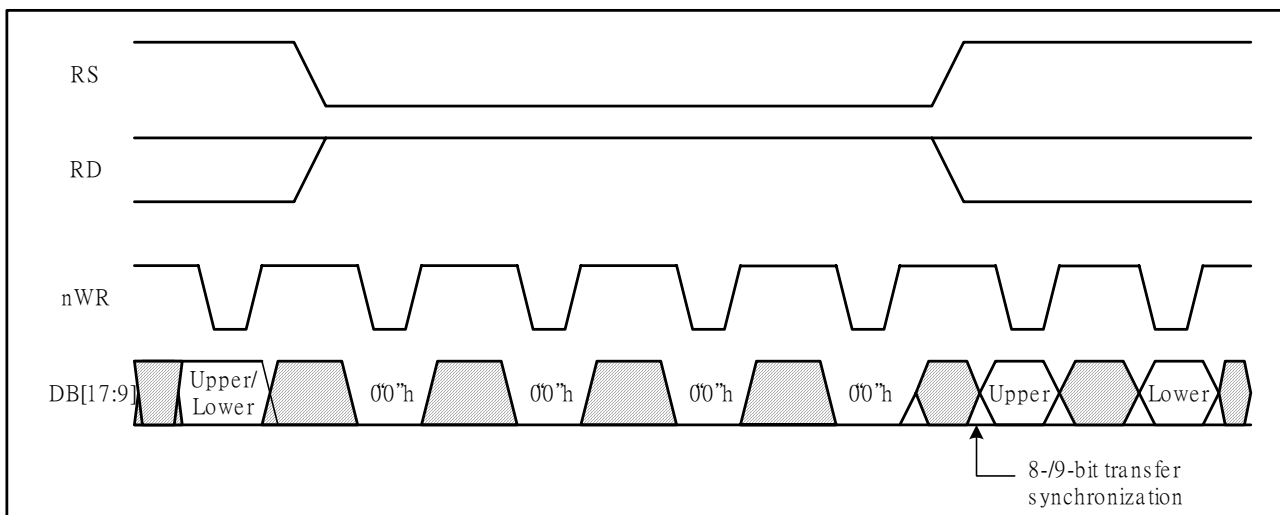 RS
RD
nWR
DB[17:9]
Upper/
Lower
"00"h
"00"h
"00"h
"00"h
Upper
Lower
8-/9-bit transfer
synchronization